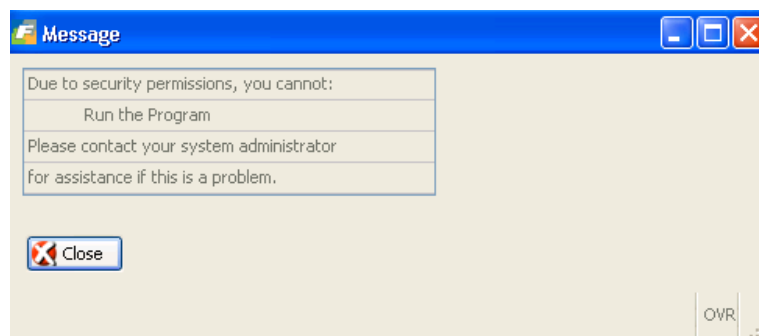 Message
Due to security permissions, you cannot:
Run the Program
Please contact your system administrator
for assistance if this is a problem.
Close
OVR